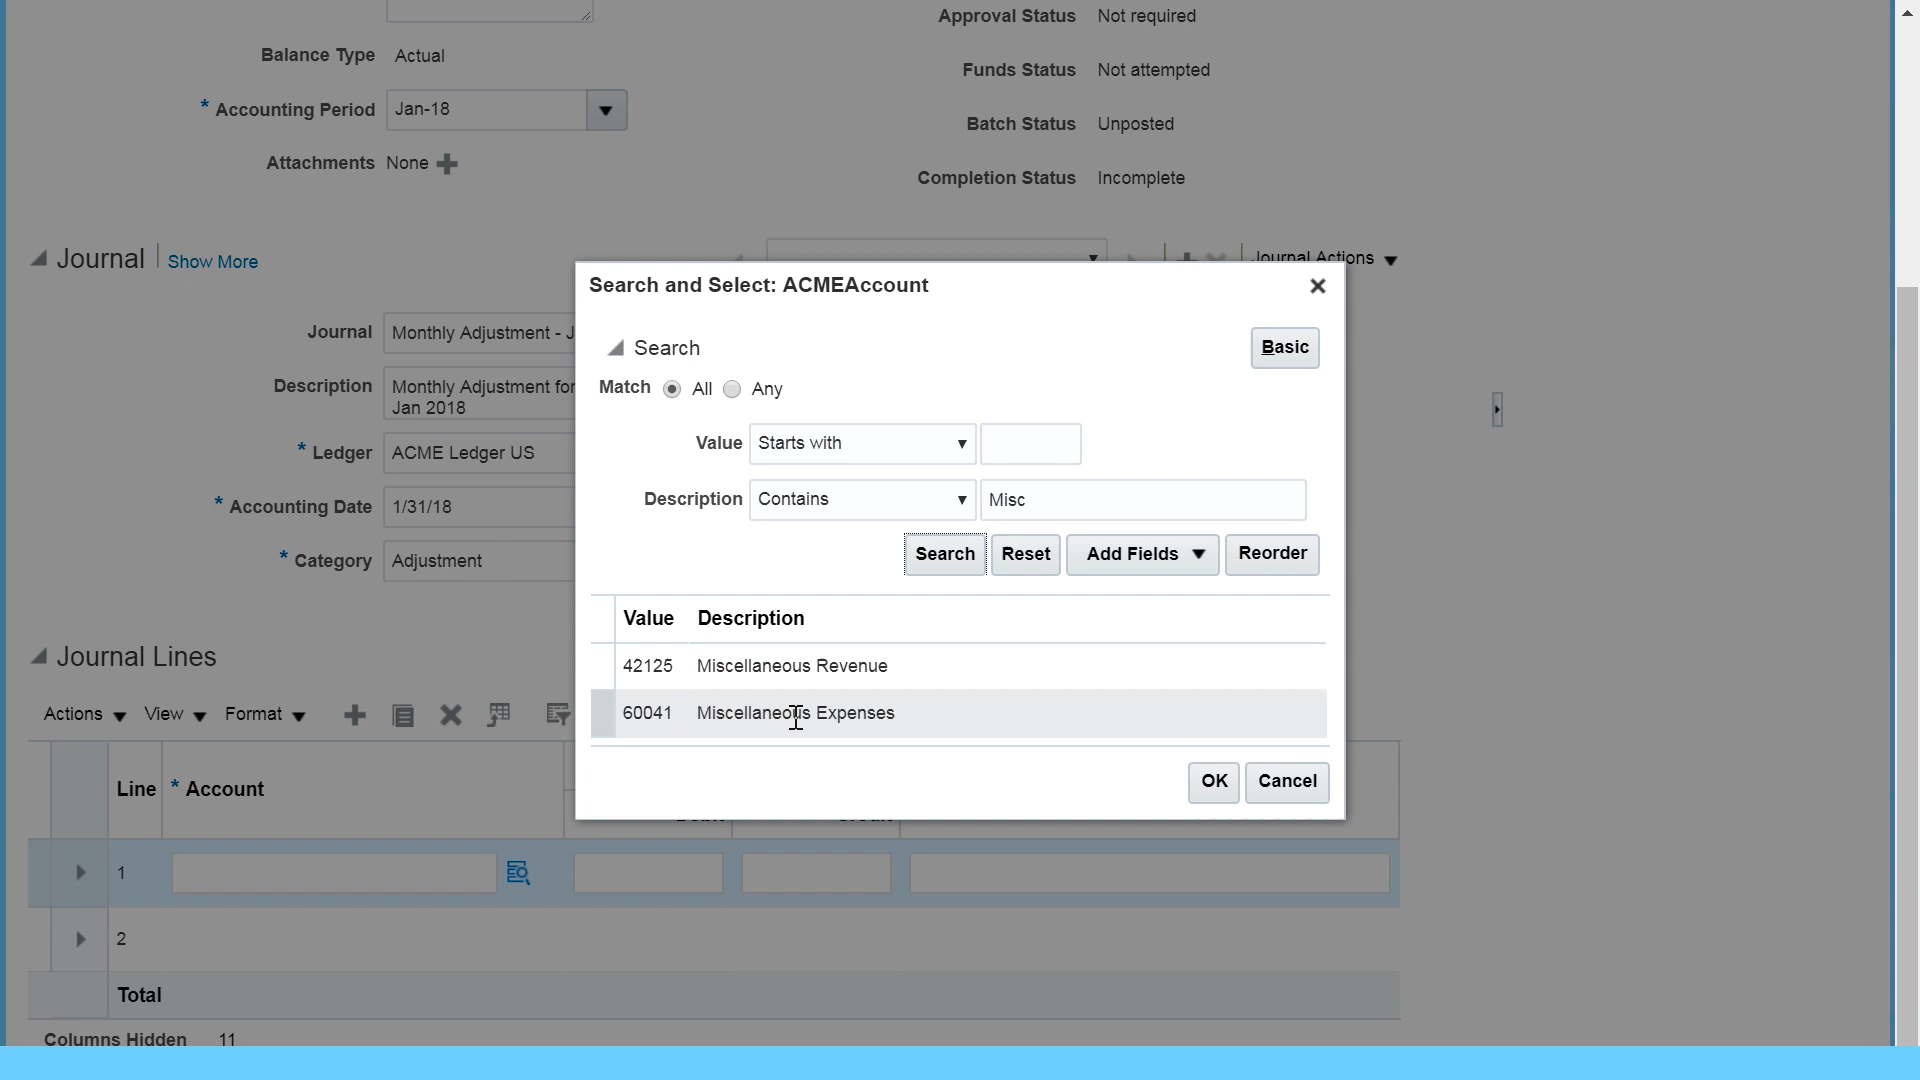 Approval Status Not required
Balance Type Actual
Funds Status Not attempted
* Accounting Period Jan-18
Batch Status Unposted
Attachments None
Completion Status Incomplete
Journal Show More
Journal Actions
Search and Select: ACMEAccount
Search
Basic
Match All Any
Value Starts with
Description Contains Misc
Search Reset Add Fields Reorder
Value Description
42125 Miscellaneous Revenue
60041 Miscellaneous Expenses
OK Cancel
Journal Monthly Adjustment - J
Description Monthly Adjustment for
Jan 2018
* Ledger ACME Ledger US
* Accounting Date 1/31/18
* Category Adjustment
Journal Lines
Actions View Format
Line * Account
1
2
Total
Columns Hidden 11